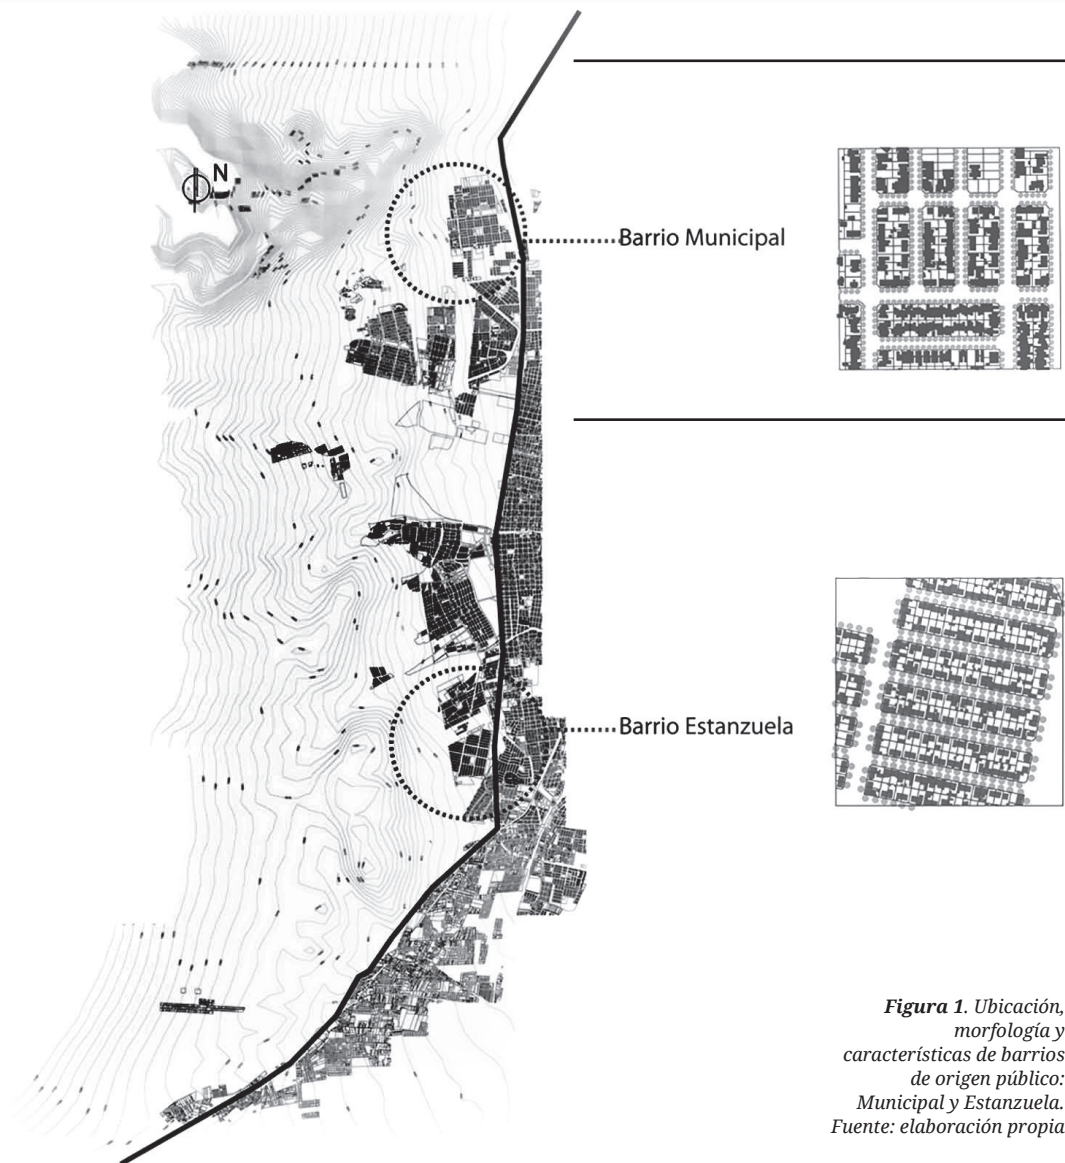 N
Barrio Municipal
Barrio Estanzuela
Figura 1. Ubicación,
morfología y
características de barrios
de origen público:
Municipal y Estanzuela.
Fuente: elaboración propia